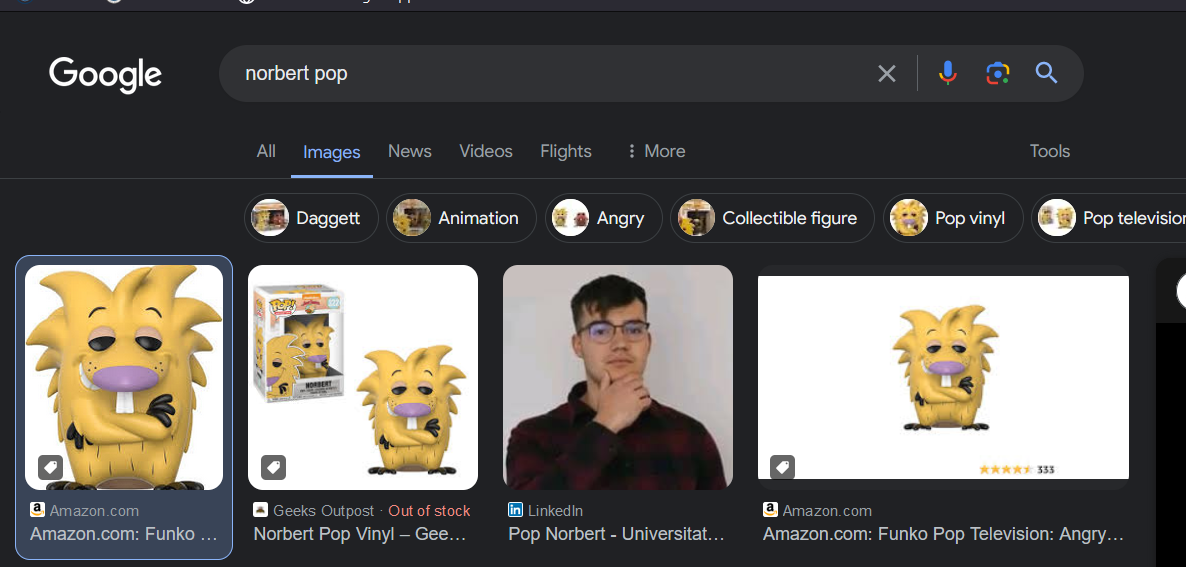 Google
norbert pop
All Images News Videos Flights More Tools
Daggett Animation Angry Collectible figure Pop vinyl Pop television
POP!
NORBERT
333
Amazon.com
Amazon.com: Funko ...
Geeks Outpost · Out of stock
Norbert Pop Vinyl – Gee...
LinkedIn
Pop Norbert - Universitat...
Amazon.com
Amazon.com: Funko Pop Television: Angry...